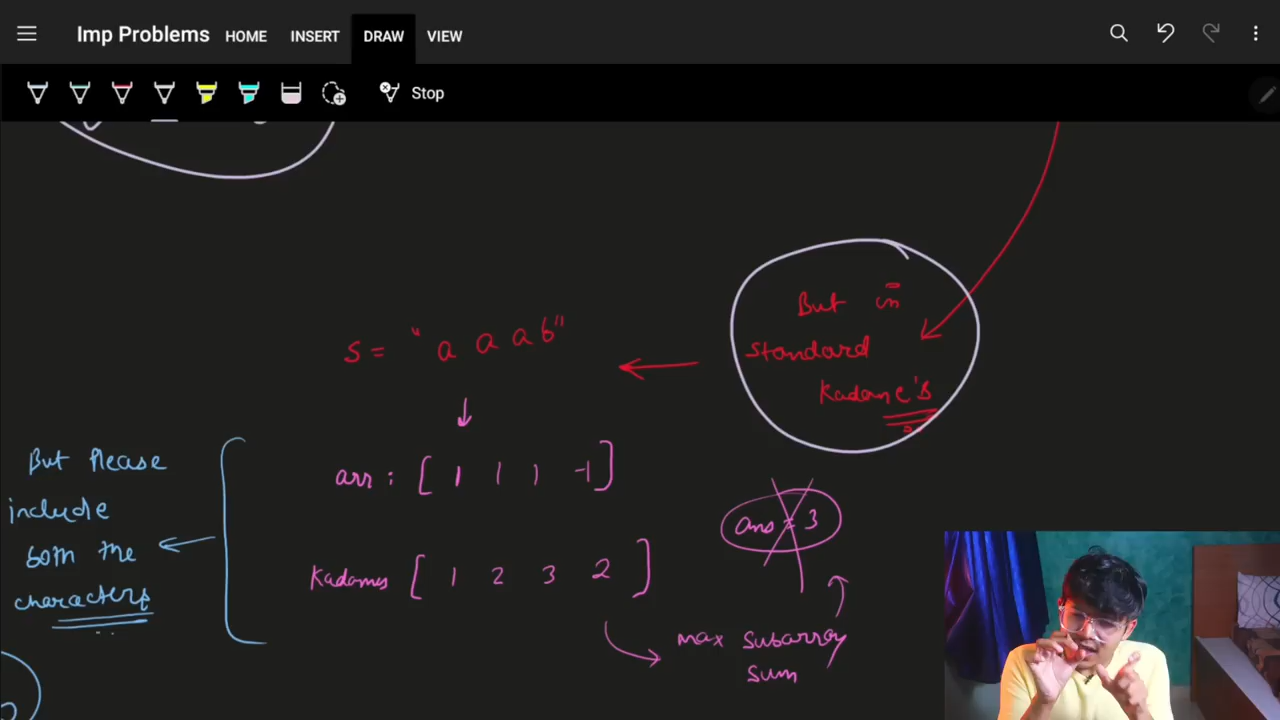 Imp Problems HOME INSERT DRAW VIEW
Stop
But in
standard
Kadane's
s = "a a a b"
arr : [ 1 1 1 -1 ]
Kadanes [ 1 2 3 2 ]
ans = 3
max subarray
sum
But Please
include
both the
characters